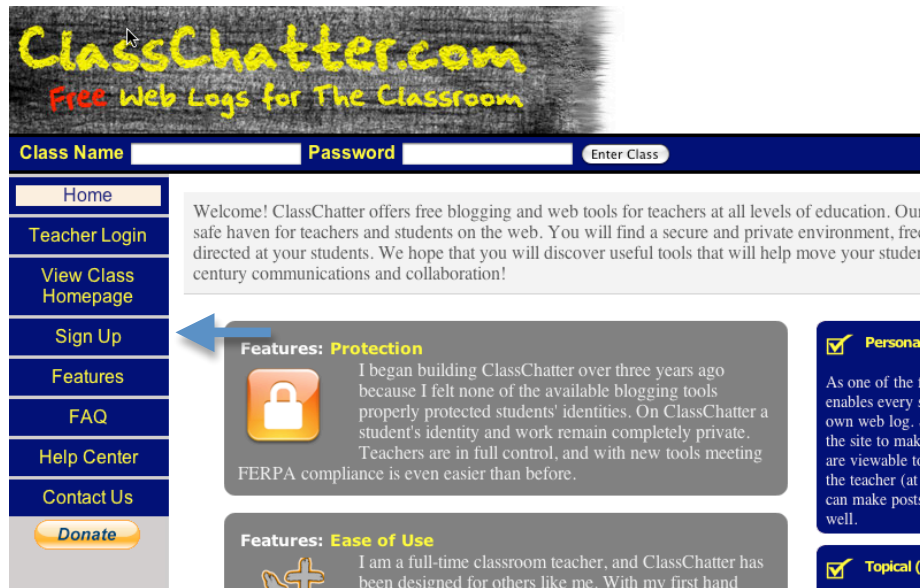 ClassChatter.com
Free Web Logs for The Classroom
Class Name Password Enter Class
Home
Teacher Login
View Class
Homepage
Sign Up
Features
FAQ
Help Center
Contact Us
Donate
Welcome! ClassChatter offers free blogging and web tools for teachers at all levels of education. Our
safe haven for teachers and students on the web. You will find a secure and private environment, free
directed at your students. We hope that you will discover useful tools that will help move your
century communications and collaboration!
Features: Protection
I began building ClassChatter over three years ago
because I felt none of the available blogging tools
properly protected students' identities. On ClassChatter a
student's identity and work remain completely private.
Teachers are in full control, and with new tools meeting
FERPA compliance is even easier than before.
Features: Ease of Use
I am a full-time classroom teacher, and ClassChatter has
been designed for others like me. With my first hand
As one of the
enables every
own web log.
the site to
are viewable to
the teacher (at
can make posts
well.
Topical